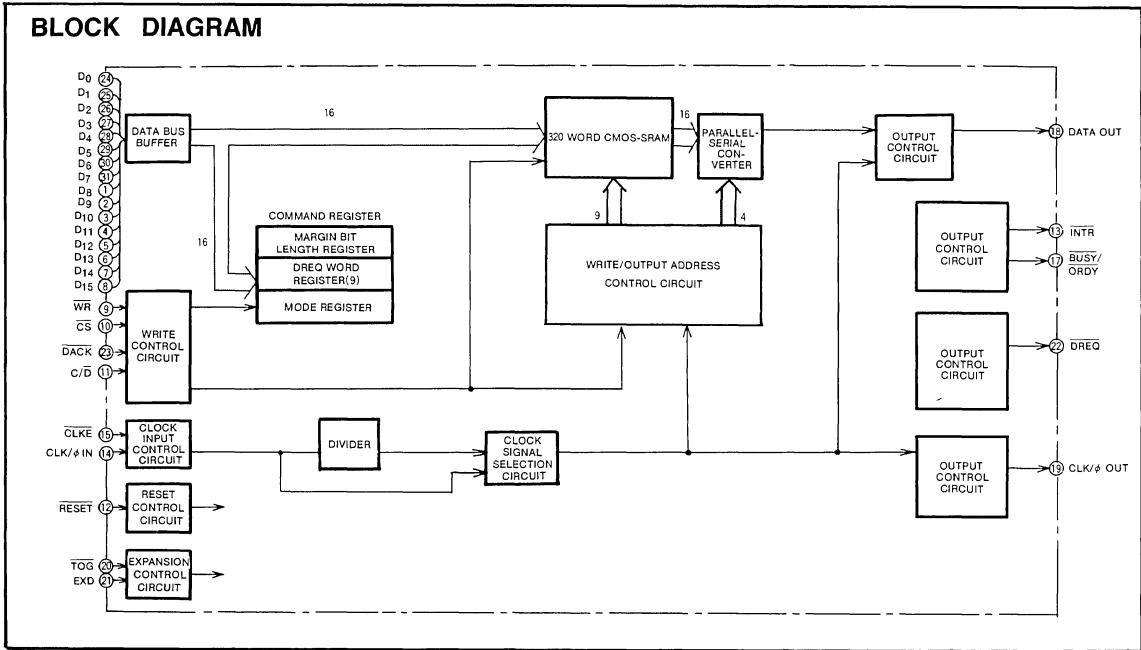 BLOCK DIAGRAM
D0 24
D1 25
D2 26
D3 27
D4 28
D5 29
D6 30
D7 31
D8 1
D9 2
D10 3
D11 4
D12 5
D13 6
D14 7
D15 8
DATA BUS
BUFFER
16
16
COMMAND REGISTER
MARGIN BIT
LENGTH REGISTER
DREQ WORD
REGISTER(9)
MODE REGISTER
320 WORD CMOS-SRAM
16
PARALLEL-
SERIAL
CON-
VERTER
9
4
WRITE/OUTPUT ADDRESS
CONTROL CIRCUIT
OUTPUT
CONTROL
CIRCUIT
18 DATA OUT
OUTPUT
CONTROL
CIRCUIT
13 INTR
17 BUSY/
ORDY
OUTPUT
CONTROL
CIRCUIT
22 DREQ
WR 9
CS 10
DACK 23
C/D 11
WRITE
CONTROL
CIRCUIT
CLKE 15
CLK/φ IN 14
CLOCK
INPUT
CONTROL
CIRCUIT
DIVIDER
CLOCK
SIGNAL
SELECTION
CIRCUIT
OUTPUT
CONTROL
CIRCUIT
19 CLK/φ OUT
RESET 12
RESET
CONTROL
CIRCUIT
TOG 20
EXD 21
EXPANSION
CONTROL
CIRCUIT